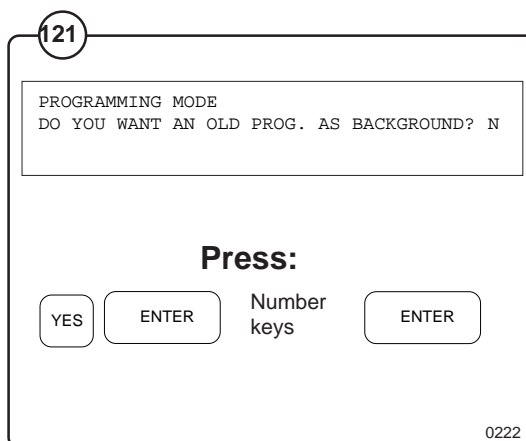 121
PROGRAMMING MODE
DO YOU WANT AN OLD PROG. AS BACKGROUND? N
Press:
YES ENTER Number keys ENTER
0222